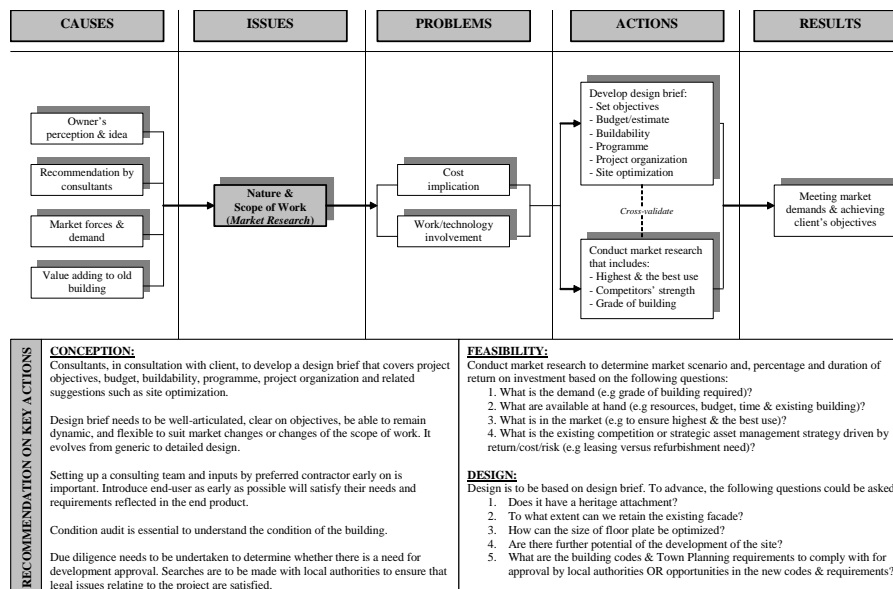 CAUSES
ISSUES
PROBLEMS
ACTIONS
RESULTS
Owner's
perception & idea
Recommendation by
consultants
Market forces &
demand
Value adding to old
building
Nature &
Scope of Work
(Market Research)
Cost
implication
Work/technology
involvement
Develop design brief:
- Set objectives
- Budget/estimate
- Buildability
- Programme
- Project organization
- Site optimization
Cross-validate
Conduct market research
that includes:
- Highest & the best use
- Competitors' strength
- Grade of building
Meeting market
demands & achieving
client's objectives
RECOMMENDATION ON KEY ACTIONS
CONCEPTION:
Consultants, in consultation with client, to develop a design brief that covers project
objectives, budget, buildability, programme, project organization and related
suggestions such as site optimization.
Design brief needs to be well-articulated, clear on objectives, be able to remain
dynamic, and flexible to suit market changes or changes of the scope of work. It
evolves from generic to detailed design.
Setting up a consulting team and inputs by preferred contractor early on is
important. Introduce end-user as early as possible will satisfy their needs and
requirements reflected in the end product.
Condition audit is essential to understand the condition of the building.
Due diligence needs to be undertaken to determine whether there is a need for
development approval. Searches are to be made with local authorities to ensure that
legal issues relating to the project are satisfied.
FEASIBILITY:
Conduct market research to determine market scenario and, percentage and duration of
return on investment based on the following questions:
1. What is the demand (e.g grade of building required)?
2. What are available at hand (e.g resources, budget, time & existing building)?
3. What is in the market (e.g to ensure highest & the best use)?
4. What is the existing competition or strategic asset management strategy driven by
return/cost/risk (e.g leasing versus refurbishment need)?
DESIGN:
Design is to be based on design brief. To advance, the following questions could be asked
1. Does it have a heritage attachment?
2. To what extent can we retain the existing facade?
3. How can the size of floor plate be optimized?
4. Are there further potential of the development of the site?
5. What are the building codes & Town Planning requirements to comply with for
approval by local authorities OR opportunities in the new codes & requirements?